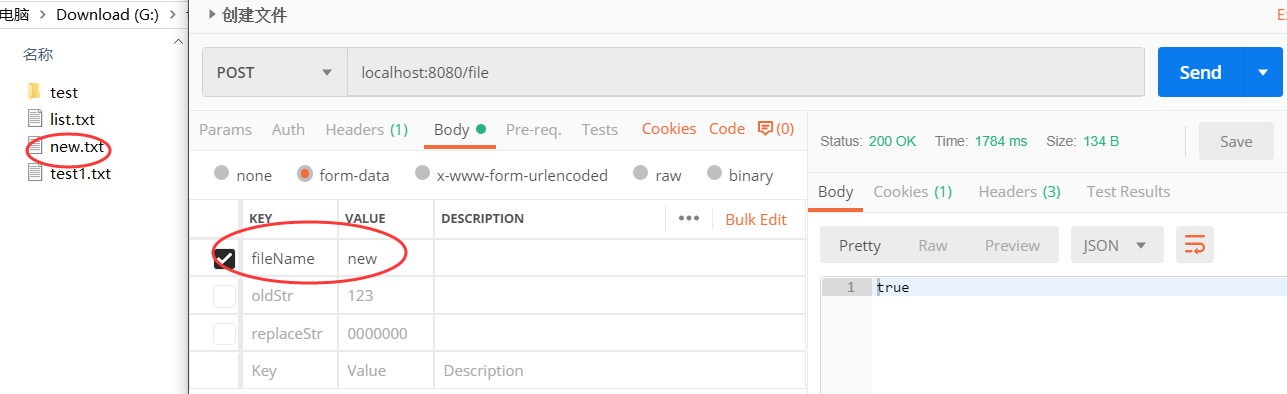 电脑 > Download (G:) >
名称
test
list.txt
new.txt
test1.txt
创建文件
POST
localhost:8080/file
Send
Params Auth Headers (1) Body Pre-req. Tests Cookies Code (0)
none form-data x-www-form-urlencoded raw binary
KEY VALUE DESCRIPTION ••• Bulk Edit
fileName new
oldStr 123
replaceStr 0000000
Key Value Description
Status: 200 OK Time: 1784 ms Size: 134 B Save
Body Cookies (1) Headers (3) Test Results
Pretty Raw Preview JSON
1 true